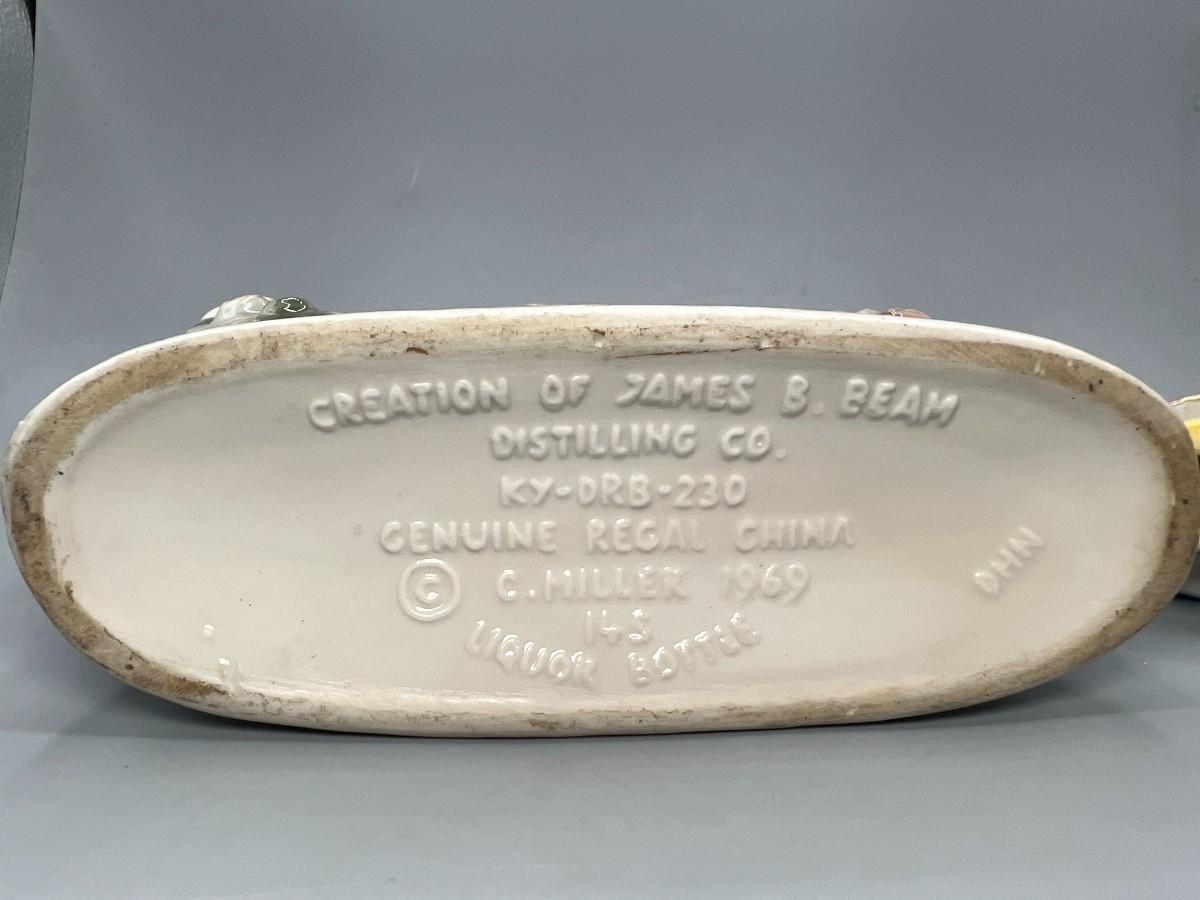 CREATION OF JAMES B. BEAM
DISTILLING CO.
KY-DRB-230
GENUINE REGAL CHINA
© C. MILLER 1969
14S
LIQUOR BOTTLE
DHN